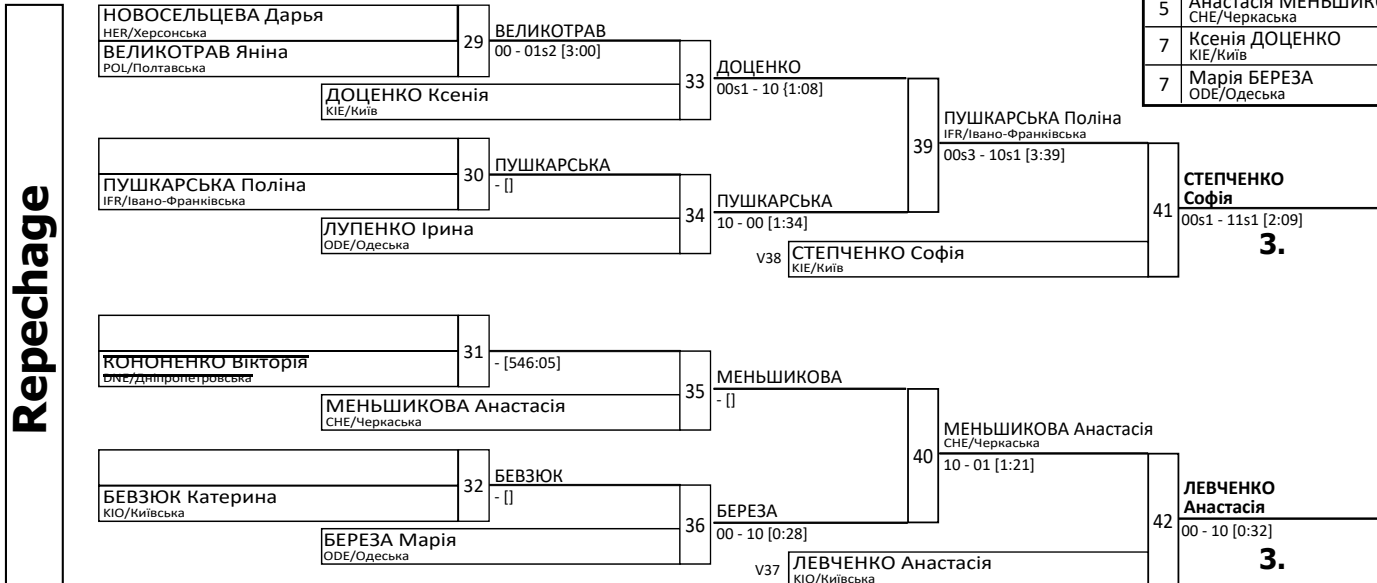 Repechage
НОВОСЕЛЬЦЕВА Дарья
HER/Херсонська
ВЕЛИКОТРАВ Яніна
POL/Полтавська
29
ВЕЛИКОТРАВ
00 - 01s2 [3:00]
ДОЦЕНКО Ксенія
KIE/Київ
33
ДОЦЕНКО
00s1 - 10 {1:08]
ПУШКАРСЬКА Поліна
IFR/Івано-Франківська
30
ПУШКАРСЬКА
- []
ЛУПЕНКО Ірина
ODE/Одеська
34
ПУШКАРСЬКА
10 - 00 [1:34]
39
ПУШКАРСЬКА Поліна
IFR/Івано-Франківська
00s3 - 10s1 [3:39]
V38
СТЕПЧЕНКО Софія
KIE/Київ
41
СТЕПЧЕНКО
Софія
00s1 - 11s1 [2:09]
3.
КОНОНЕНКО Вікторія
DNE/Дніпропетровська
31
- [546:05]
МЕНЬШИКОВА Анастасія
CHE/Черкаська
35
МЕНЬШИКОВА
- []
БЕВЗЮК Катерина
KIO/Київська
32
БЕВЗЮК
- []
БЕРЕЗА Марія
ODE/Одеська
36
БЕРЕЗА
00 - 10 [0:28]
40
МЕНЬШИКОВА Анастасія
CHE/Черкаська
10 - 01 [1:21]
V37
ЛЕВЧЕНКО Анастасія
KIO/Київська
42
ЛЕВЧЕНКО
Анастасія
00 - 10 [0:32]
3.
5 Анастасія МЕНЬШИКО
CHE/Черкаська
7 Ксенія ДОЦЕНКО
KIE/Київ
7 Марія БЕРЕЗА
ODE/Одеська